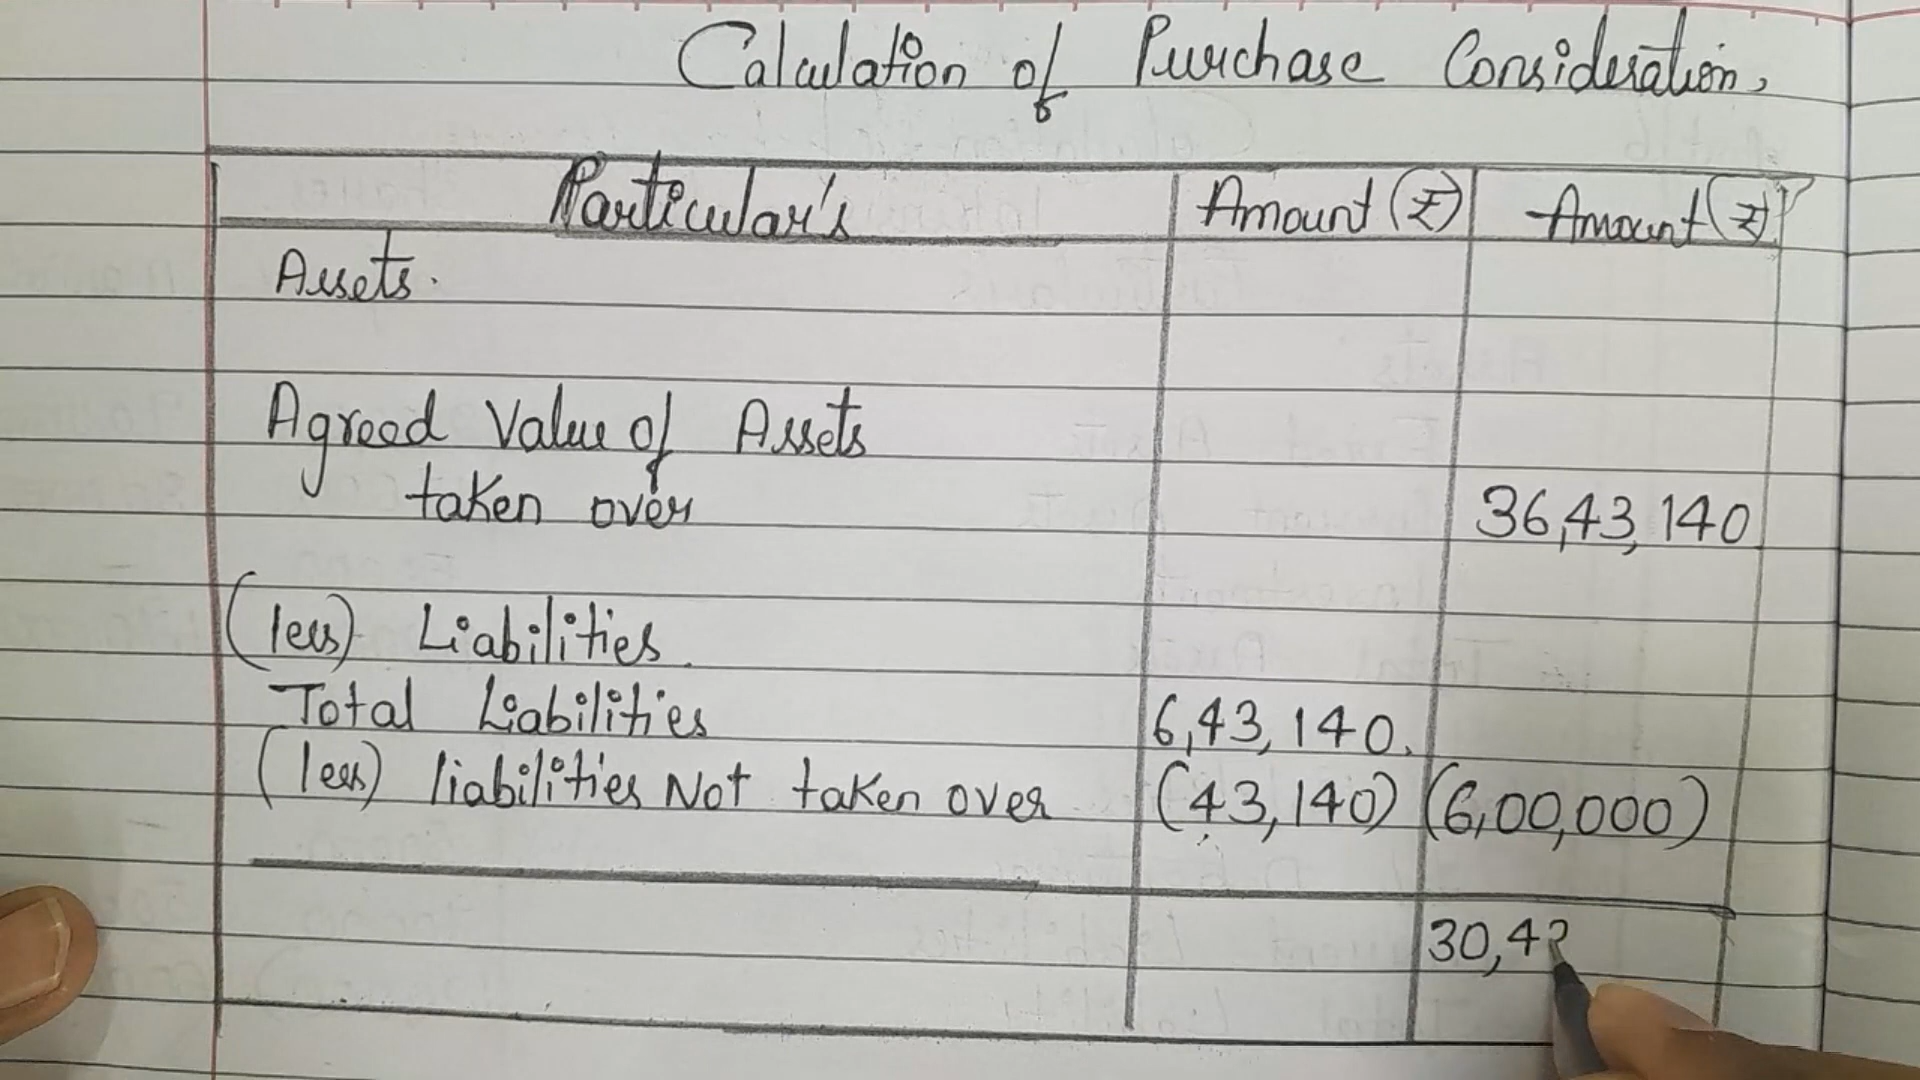 Calculation of Purchase Consideration,
Particular's Amount (₹) Amount (₹)
Assets.
Agreed Value of Assets
taken over 36,43,140
(less) Liabilities
Total Liabilities 6,43,140.
(less) liabilities Not taken over (43,140) (6,00,000)
30,43